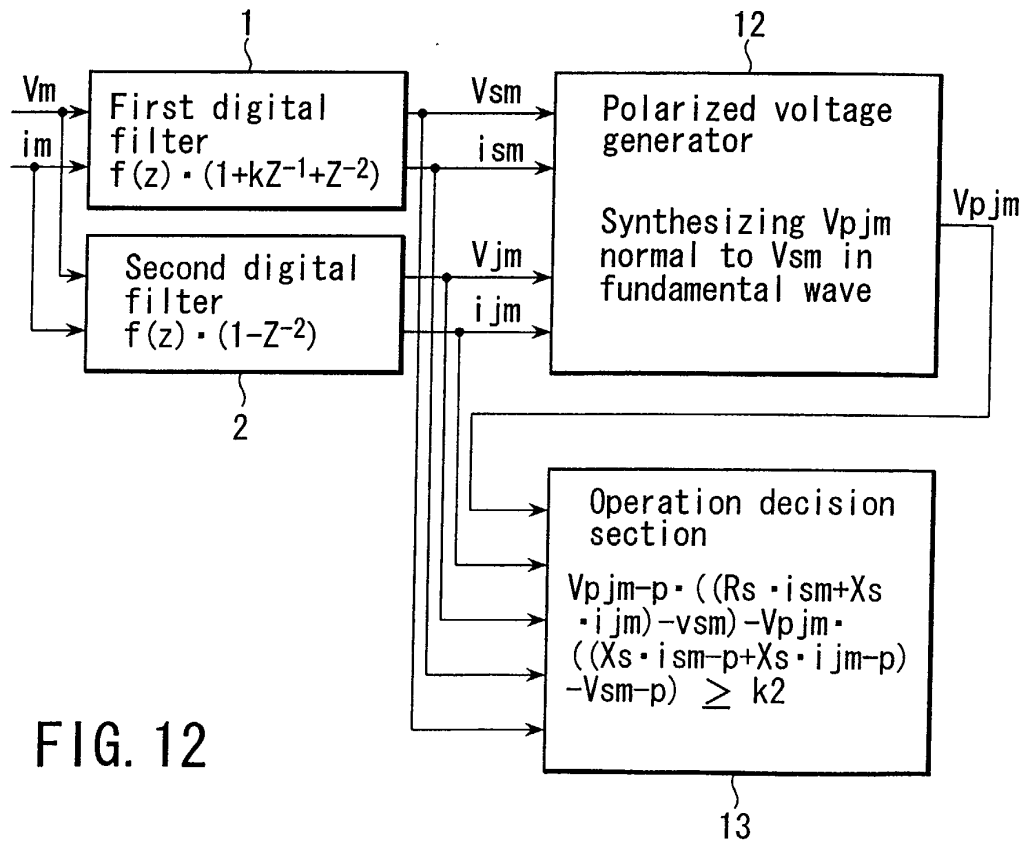 1
12
Vm
im
First digital
filter
f(z)·(1+kZ⁻¹+Z⁻²)
Vsm
ism
Polarized voltage
generator
Synthesizing Vpjm
normal to Vsm in
fundamental wave
Vpjm
Second digital
filter
f(z)·(1-Z⁻²)
Vjm
ijm
2
Operation decision
section
Vpjm-p·((Rs·ism+Xs
·ijm)-vsm)-Vpjm·
((Xs·ism-p+Xs·ijm-p)
-Vsm-p) ≥ k2
FIG. 12
13